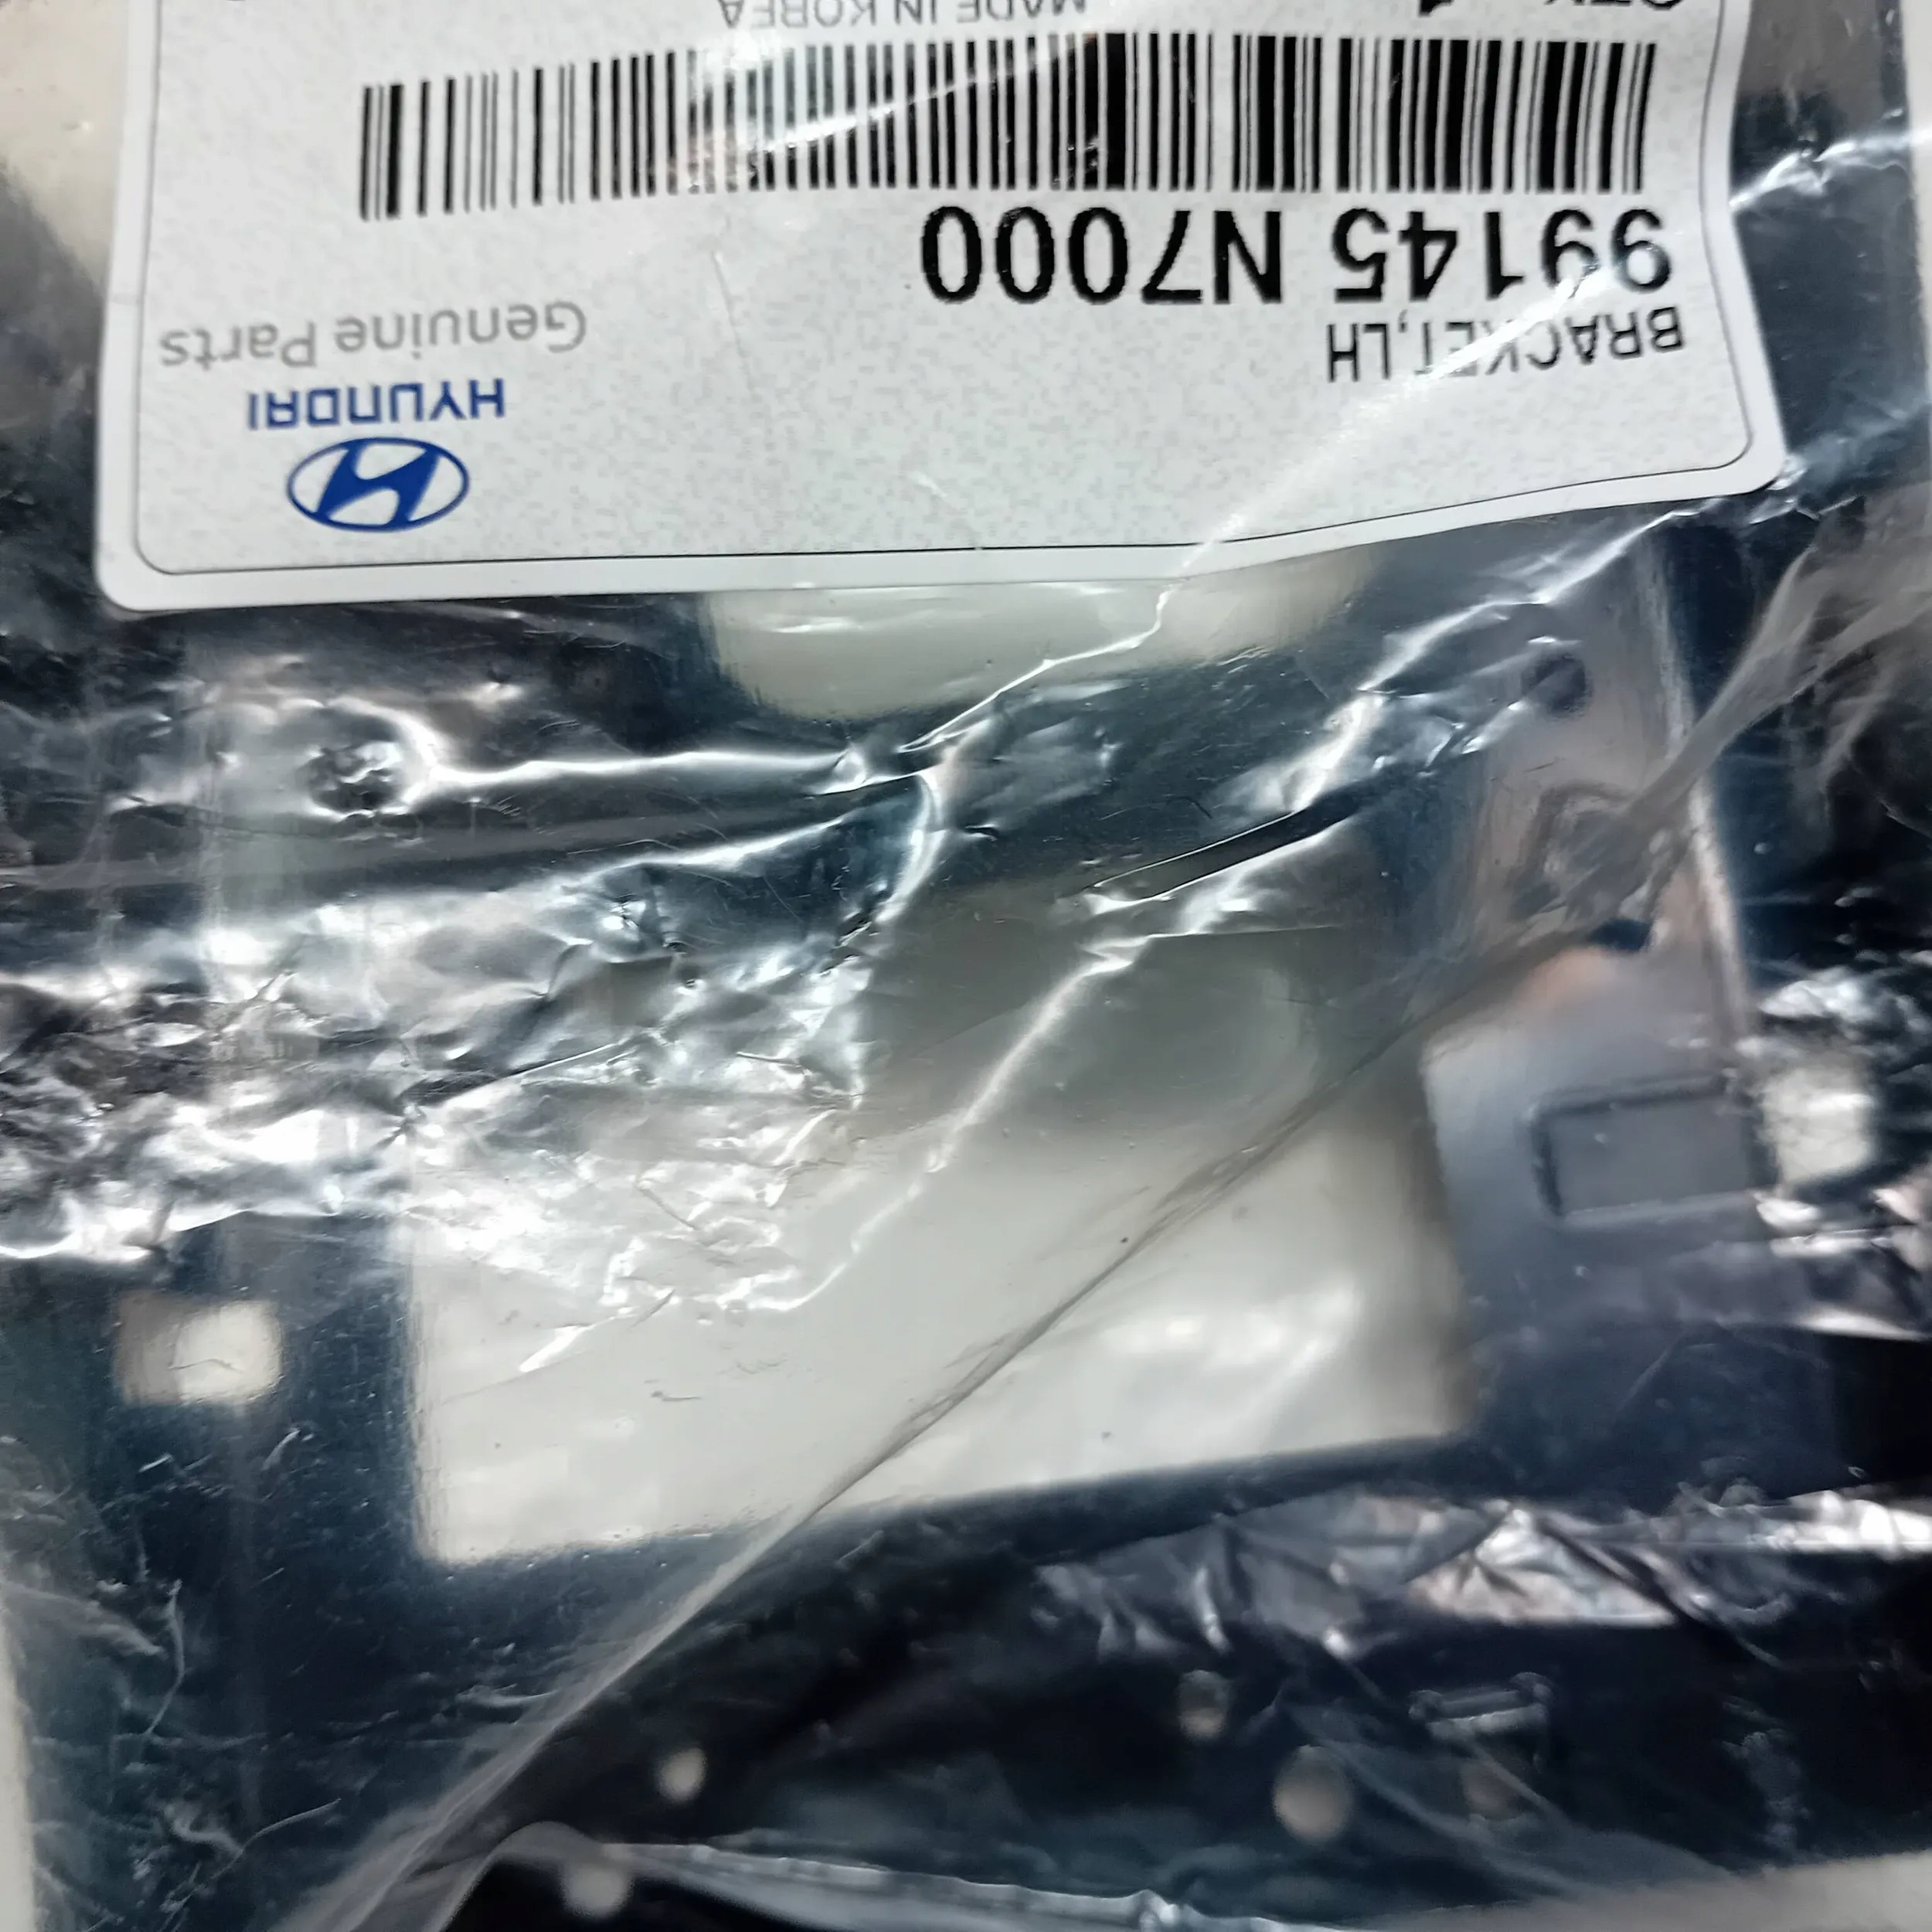 HYUNDAI
Genuine Parts
BRACKET,LH
99145 N7000
MADE IN KOREA